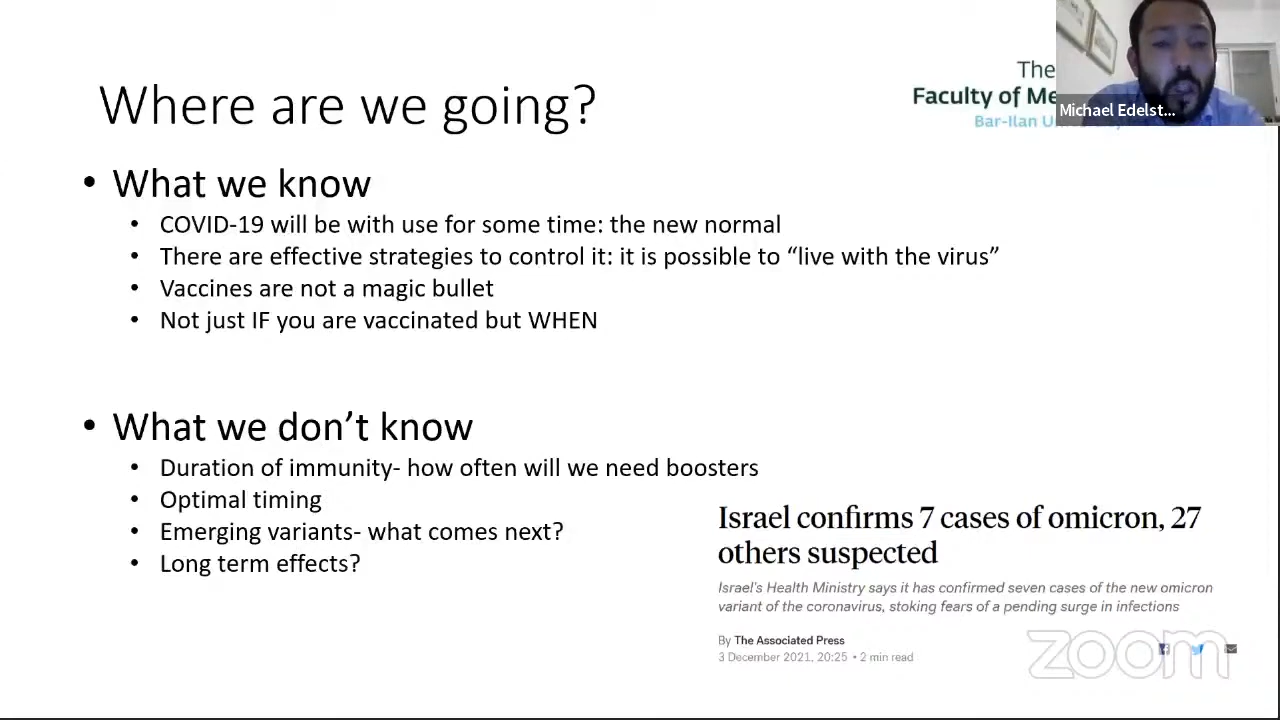 The
Where are we going?
Faculty of Me
Michael Edelst...
Bar-Ilan U
• What we know
• COVID-19 will be with use for some time: the new normal
• There are effective strategies to control it: it is possible to “live with the virus”
• Vaccines are not a magic bullet
• Not just IF you are vaccinated but WHEN
• What we don’t know
• Duration of immunity- how often will we need boosters
• Optimal timing
• Emerging variants- what comes next?
• Long term effects?
Israel confirms 7 cases of omicron, 27
others suspected
Israel’s Health Ministry says it has confirmed seven cases of the new omicron
variant of the coronavirus, stoking fears of a pending surge in infections
By The Associated Press
3 December 2021, 20:25 • 2 min read
zoom